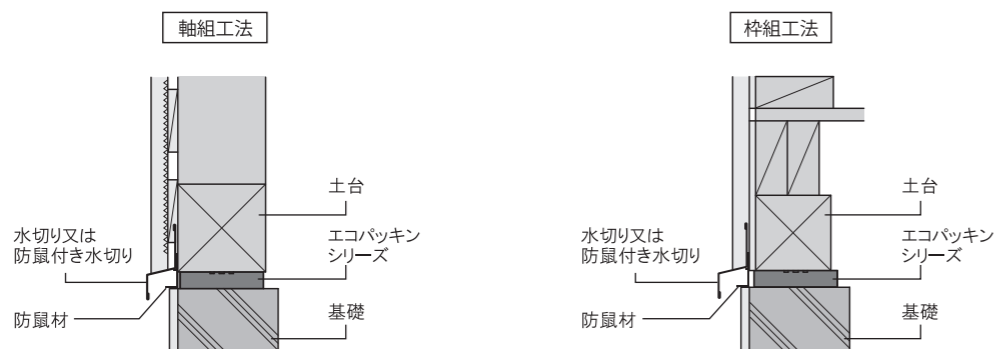 軸組工法
土台
水切り又は
防鼠付き水切り
エコパッキン
シリーズ
防鼠材
基礎
枠組工法
土台
水切り又は
防鼠付き水切り
エコパッキン
シリーズ
防鼠材
基礎